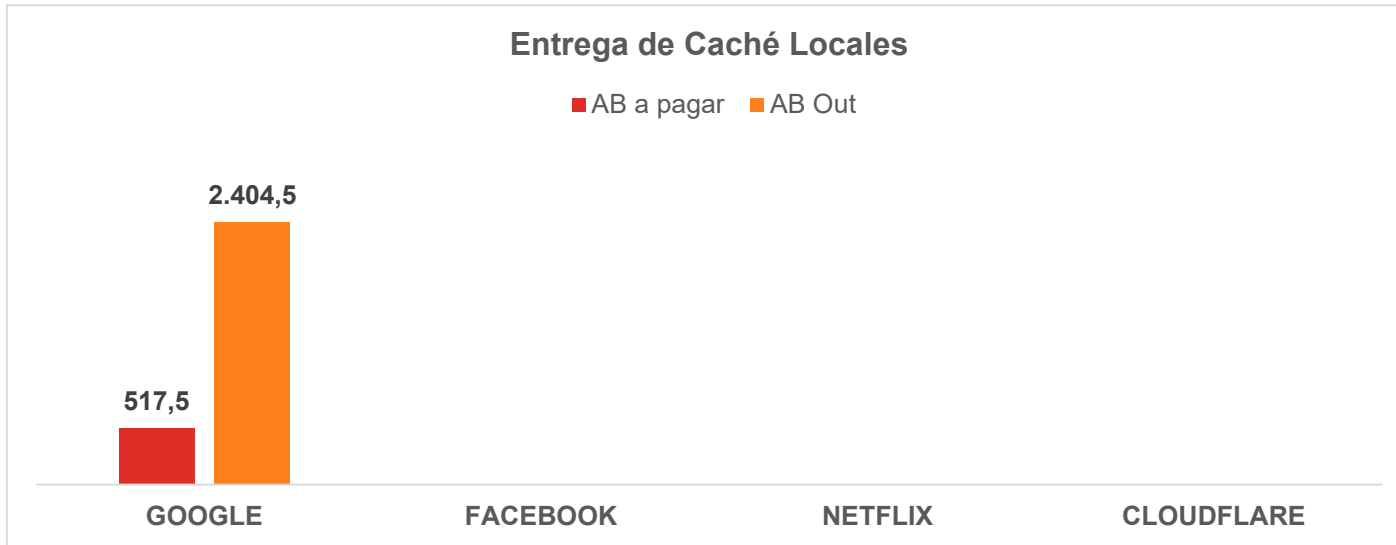 Entrega de Caché Locales
AB a pagar AB Out
2.404,5
517,5
GOOGLE FACEBOOK NETFLIX CLOUDFLARE